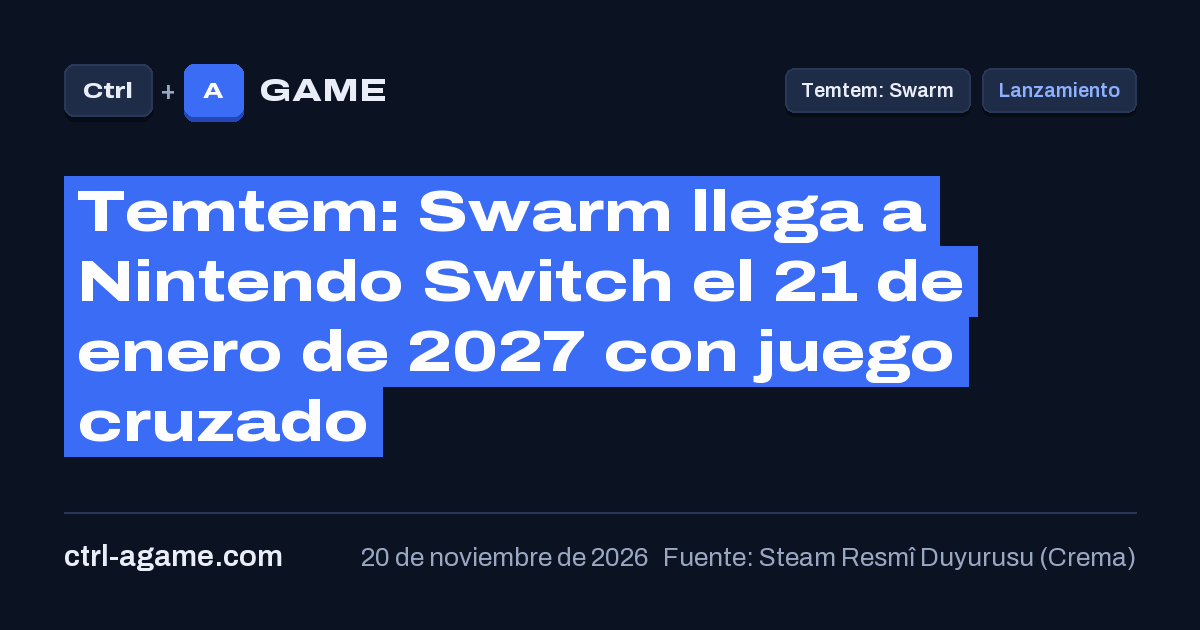 Ctrl + A GAME
Temtem: Swarm
Lanzamiento
Temtem: Swarm llega a
Nintendo Switch el 21 de
enero de 2027 con juego
cruzado
ctrl-agame.com
20 de noviembre de 2026 Fuente: Steam Resmî Duyurusu (Crema)